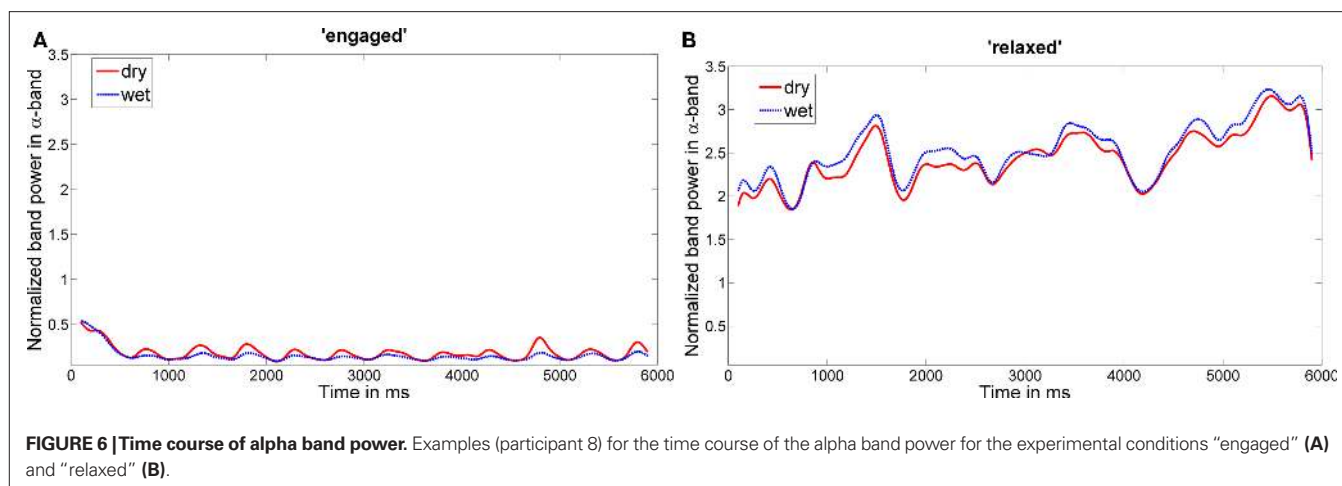 A
'engaged'
3.5
3
2.5
2
1.5
1
0.5
dry
wet
Normalized band power in α-band
0 1000 2000 3000 4000 5000 6000
Time in ms
B
'relaxed'
3.5
3
2.5
2
1.5
1
0.5
dry
wet
Normalized band power in α-band
0 1000 2000 3000 4000 5000 6000
Time in ms
FIGURE 6 | Time course of alpha band power. Examples (participant 8) for the time course of the alpha band power for the experimental conditions “engaged” (A)
and “relaxed” (B).